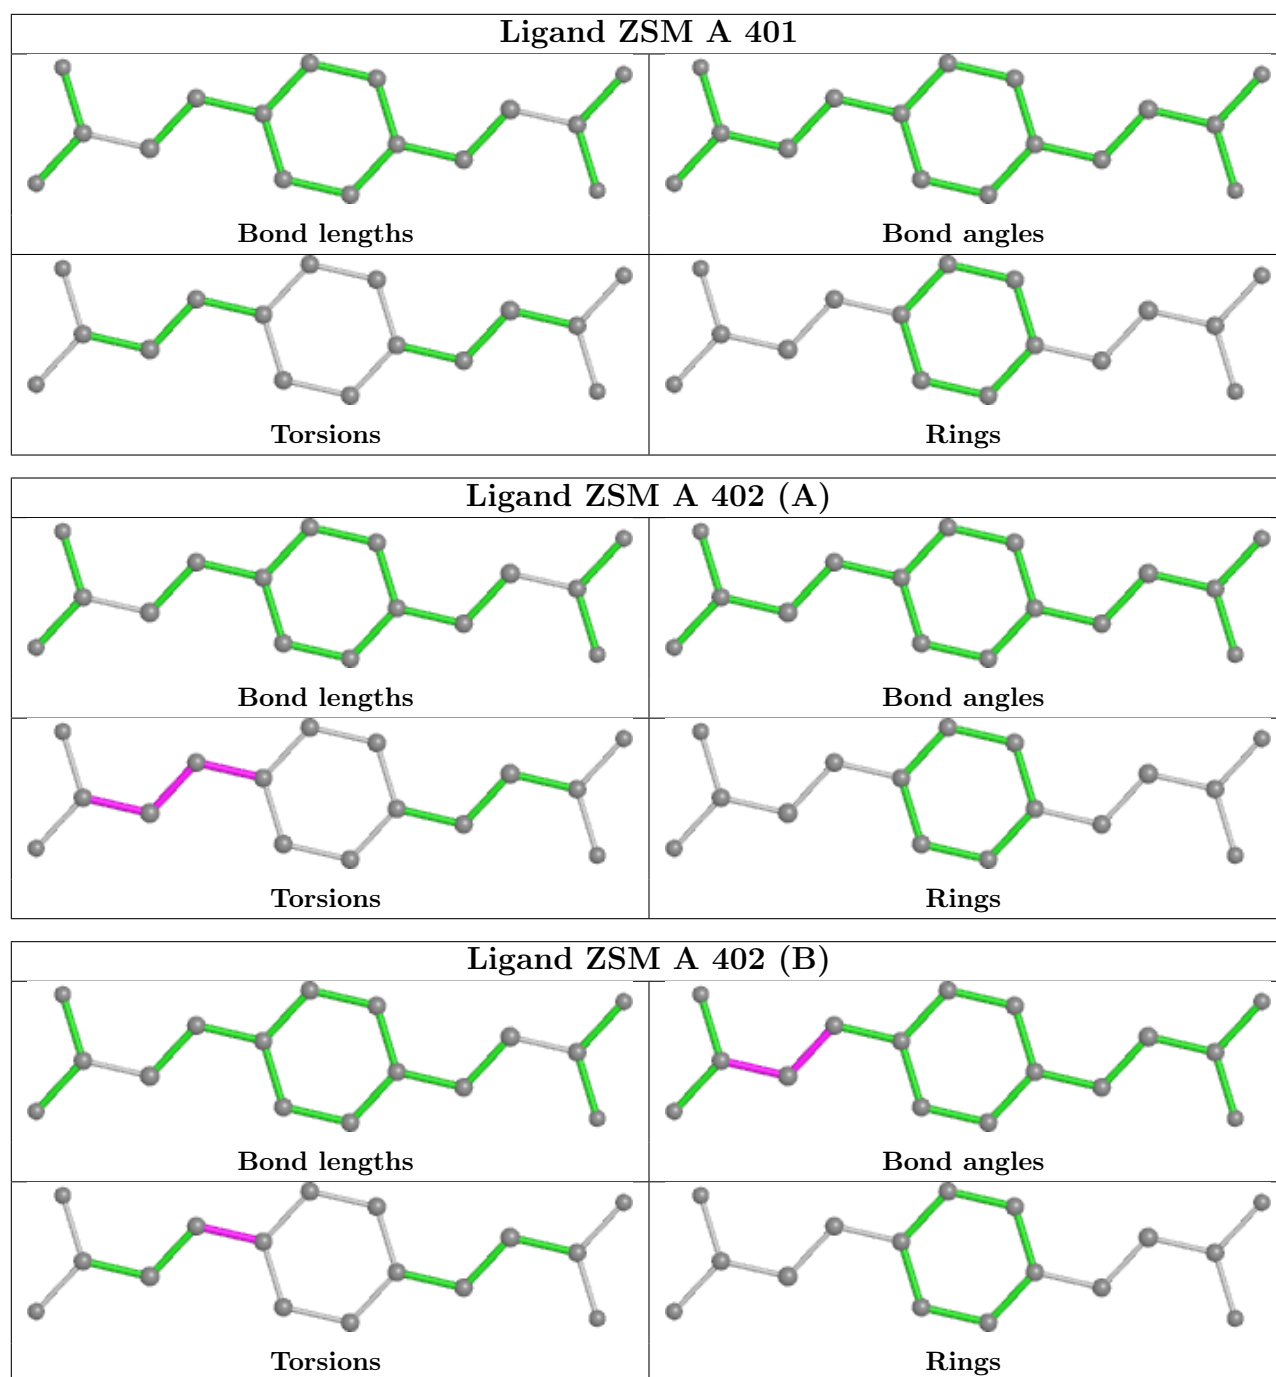 Ligand ZSM A 401
Bond lengths
Bond angles
Torsions
Rings
Ligand ZSM A 402 (A)
Bond lengths
Bond angles
Torsions
Rings
Ligand ZSM A 402 (B)
Bond lengths
Bond angles
Torsions
Rings